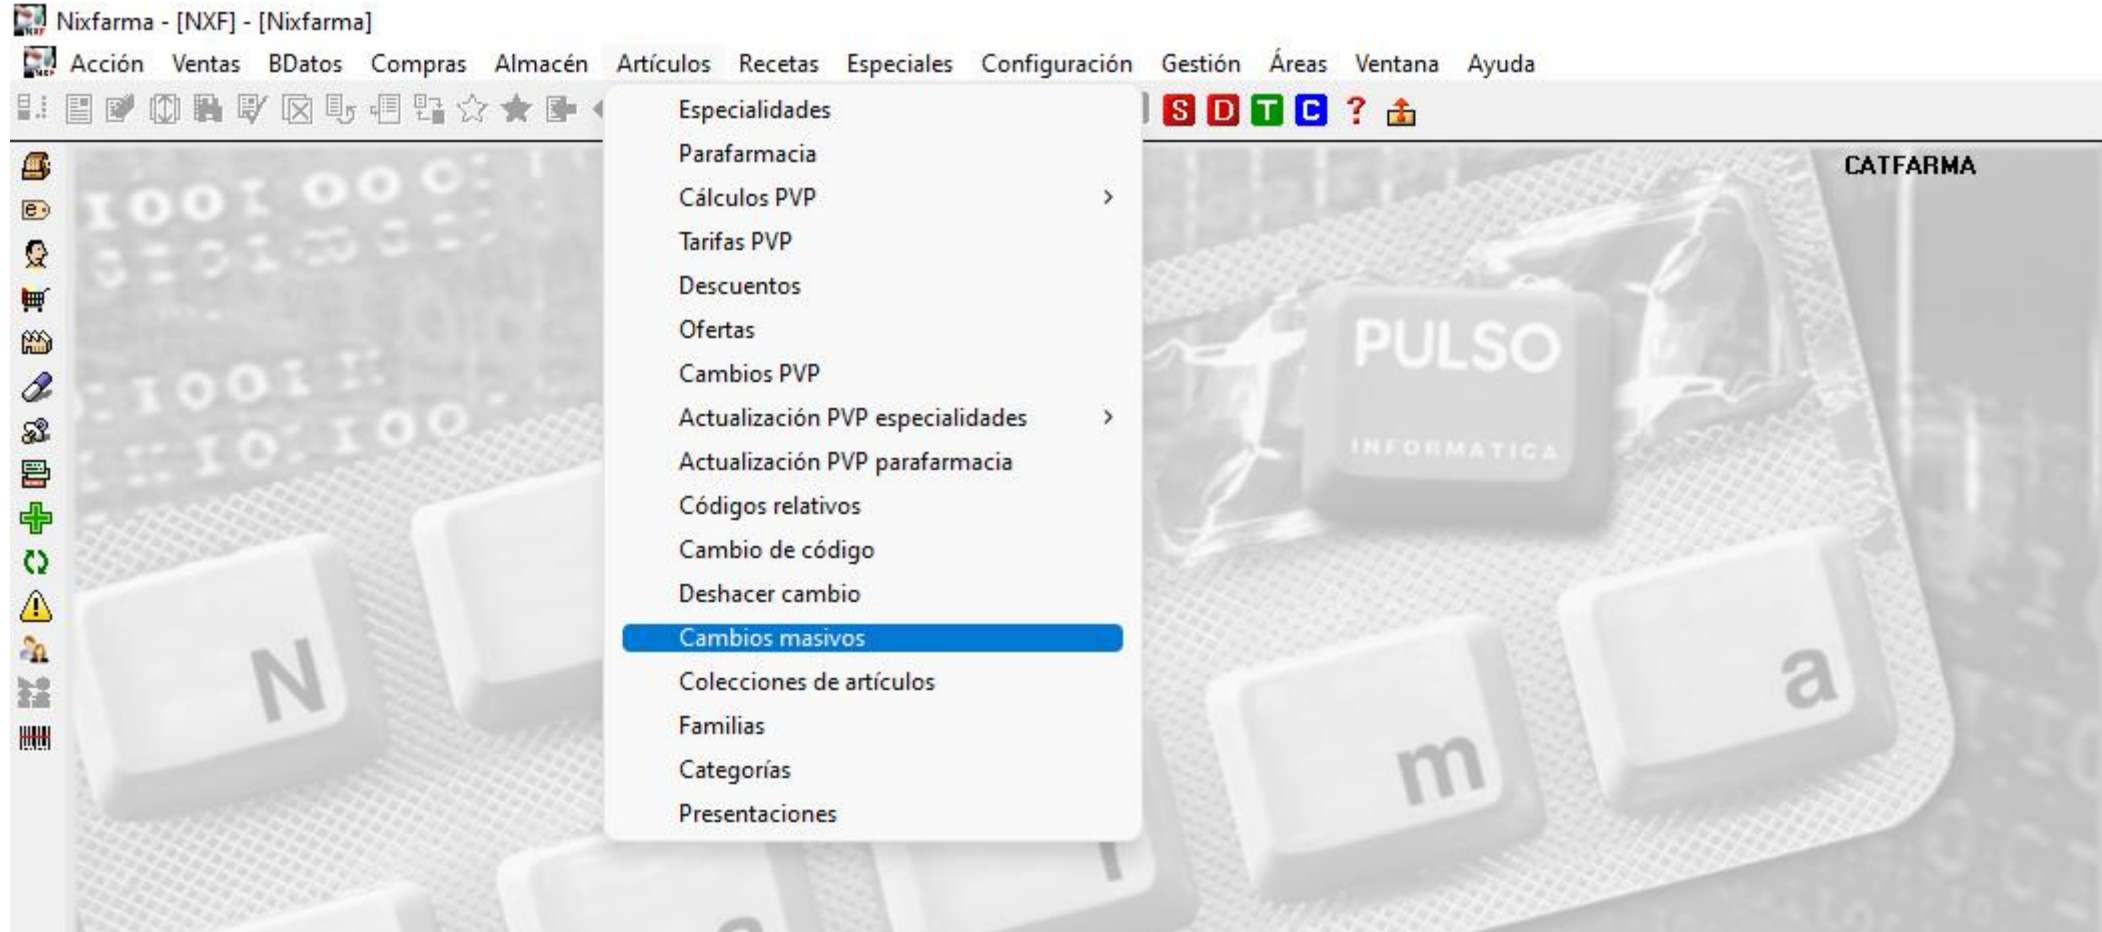 Nixfarma - [NXF] - [Nixfarma]
Acción Ventas BDatos Compras Almacén Artículos Recetas Especiales Configuración Gestión Áreas Ventana Ayuda
S D T C ?
CATFARMA
Especialidades
Parafarmacia
Cálculos PVP
Tarifas PVP
Descuentos
Ofertas
Cambios PVP
Actualización PVP especialidades
Actualización PVP parafarmacia
Códigos relativos
Cambio de código
Deshacer cambio
Cambios masivos
Colecciones de artículos
Familias
Categorías
Presentaciones
PULSO
INFORMATICA
N
m
a